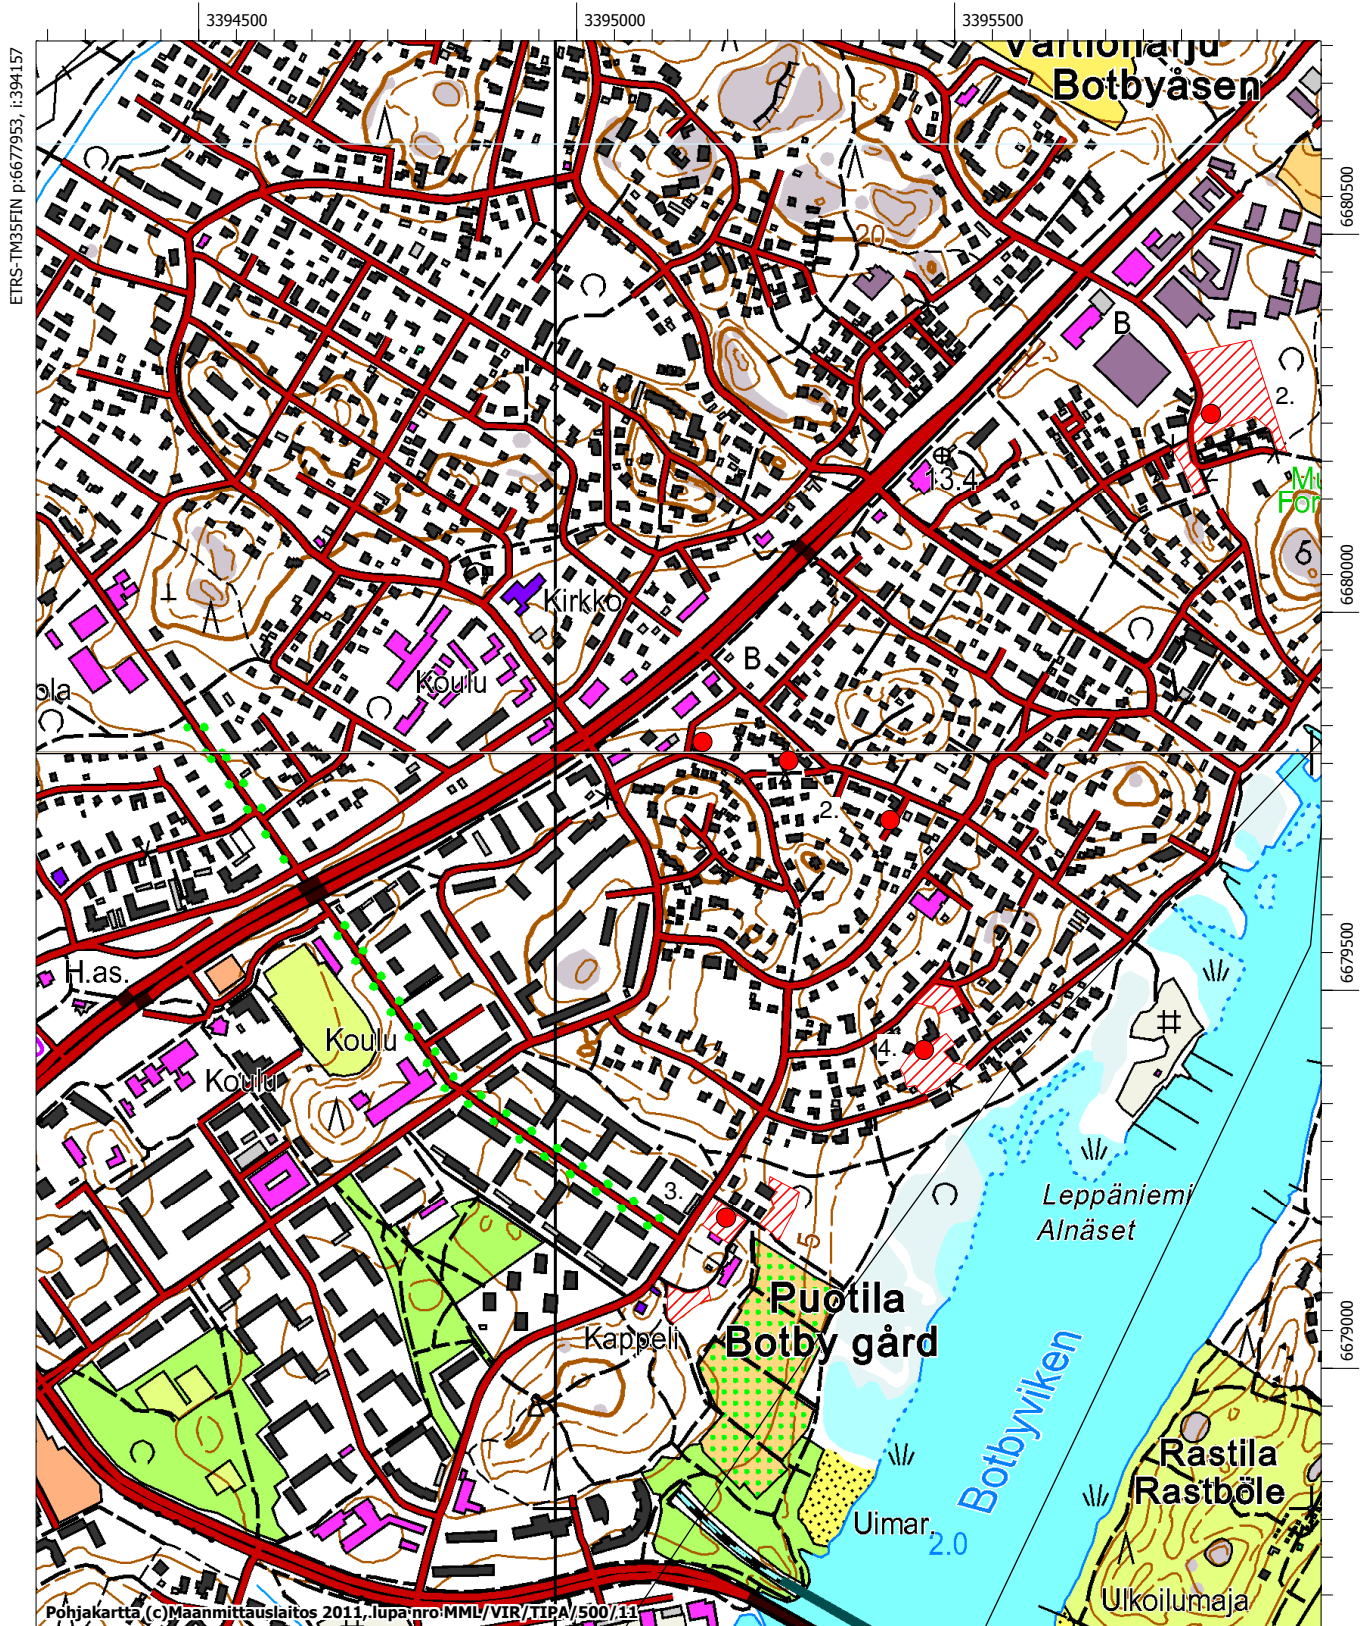 3394500
3395000
3395500
ETRS-TM35FIN p:6677953, i:394157
Vartioharju
Botbyåsen
6680500
20
B
2.
13.4
5
6680000
Kirkko
B
Koulu
2.
6679500
H.as.
Koulu
4.
Koulu
3.
Leppäniemi
Alnäset
5
Puotila
Botby gård
Kappeli
6679000
Botbyviken
Rastila
Rastböle
Uimar.
2.0
Ulkoilumaja
Pohjakartta (c)Maanmittauslaitos 2011, lupa nro MML/VIR/TIPA/500/11